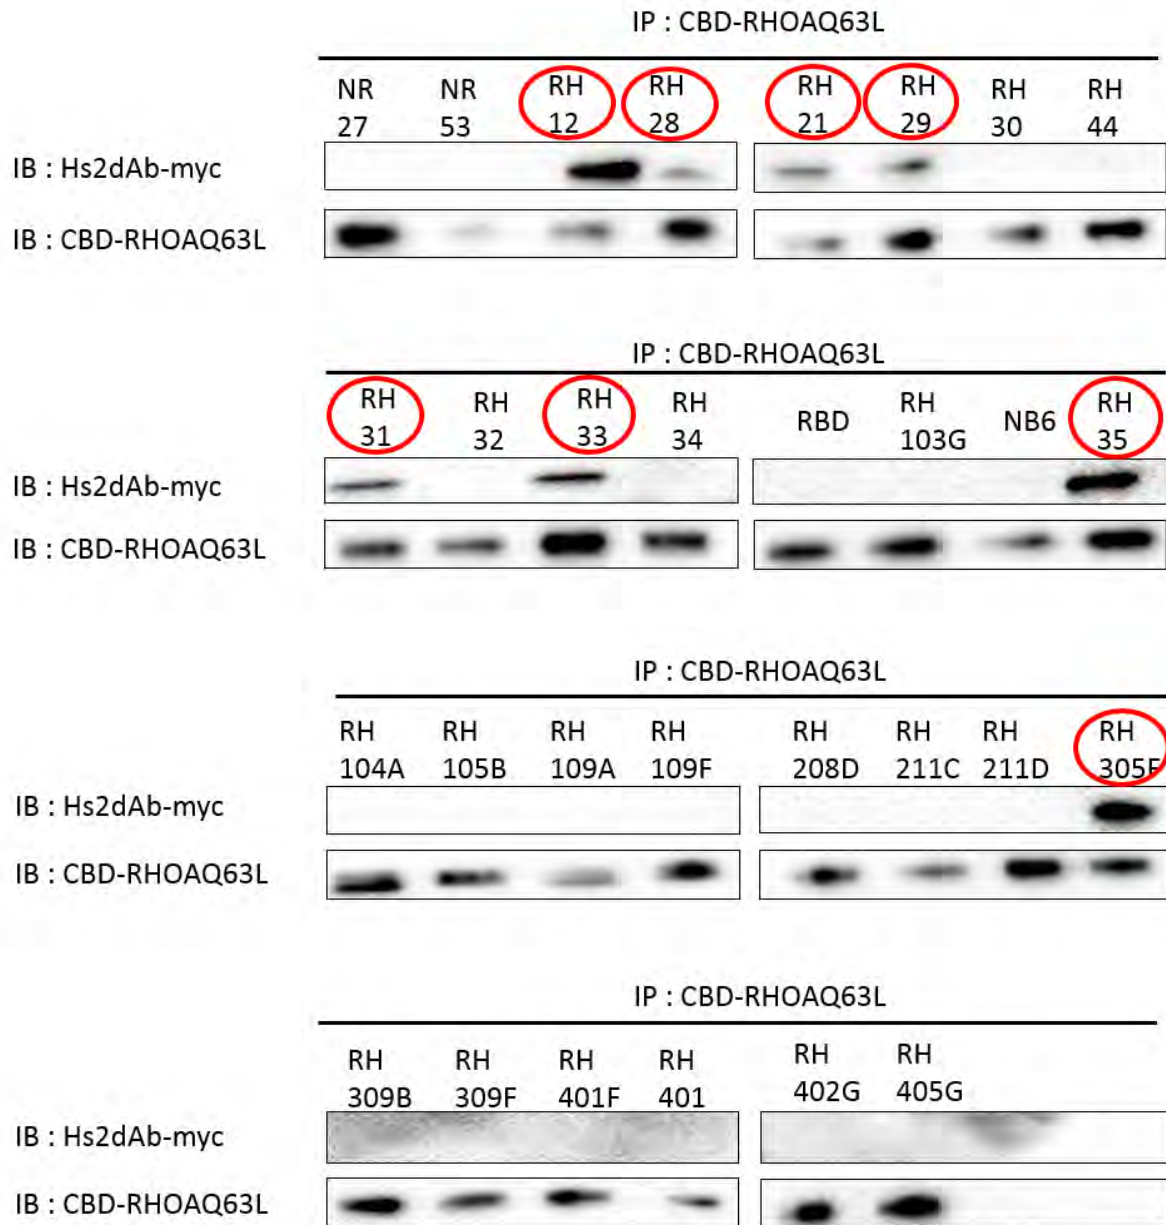 IP : CBD-RHOAQ63L
NR NR RH RH RH RH RH RH
27 53 12 28 21 29 30 44
IB : Hs2dAb-myc
IB : CBD-RHOAQ63L
IP : CBD-RHOAQ63L
RH RH RH RH RBD RH NB6 RH
31 32 33 34 103G 35
IB : Hs2dAb-myc
IB : CBD-RHOAQ63L
IP : CBD-RHOAQ63L
RH RH RH RH RH RH RH RH
104A 105B 109A 109F 208D 211C 211D 305E
IB : Hs2dAb-myc
IB : CBD-RHOAQ63L
IP : CBD-RHOAQ63L
RH RH RH RH RH RH
309B 309F 401F 401 402G 405G
IB : Hs2dAb-myc
IB : CBD-RHOAQ63L